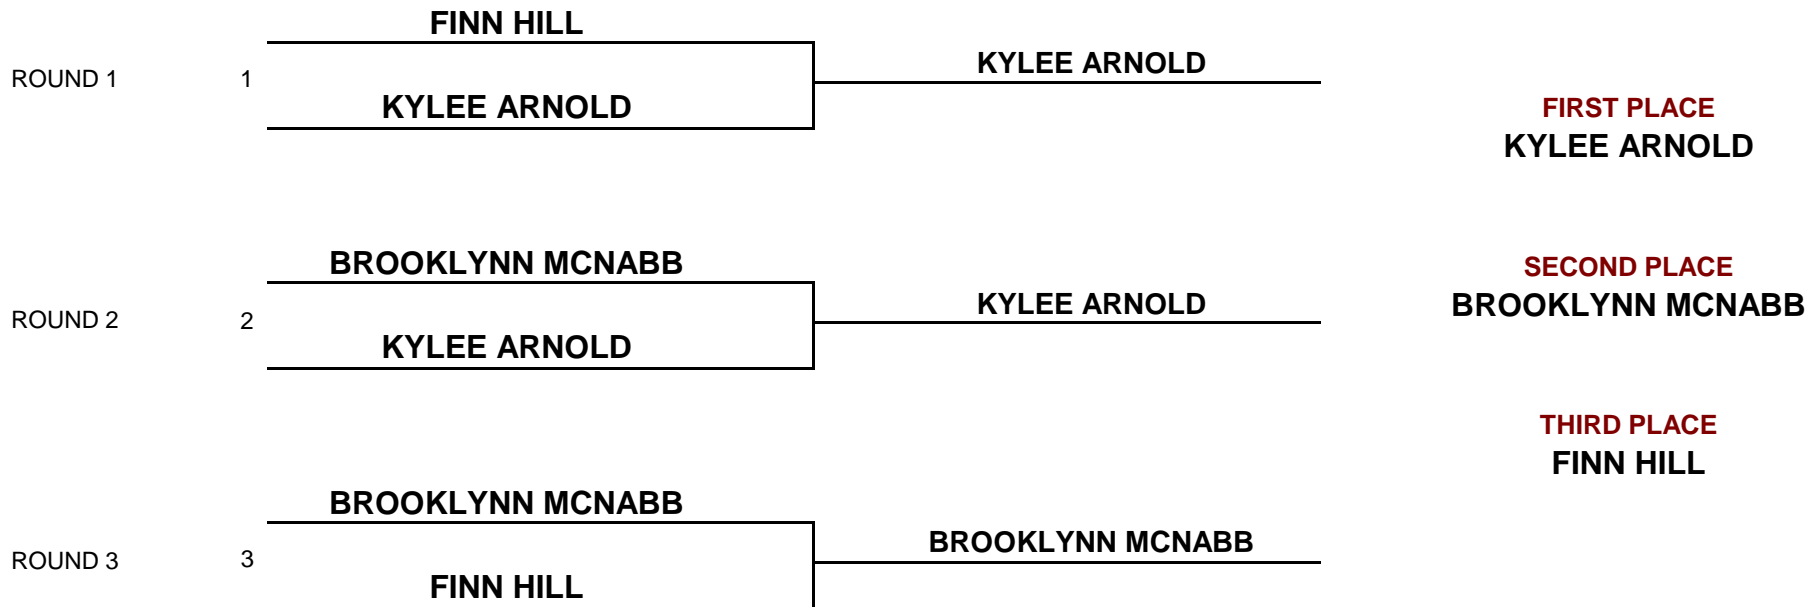 FINN HILL
ROUND 1 1 KYLEE ARNOLD
KYLEE ARNOLD
FIRST PLACE
KYLEE ARNOLD
BROOKLYNN MCNABB
ROUND 2 2 KYLEE ARNOLD
KYLEE ARNOLD
SECOND PLACE
BROOKLYNN MCNABB
THIRD PLACE
FINN HILL
BROOKLYNN MCNABB
ROUND 3 3 BROOKLYNN MCNABB
FINN HILL